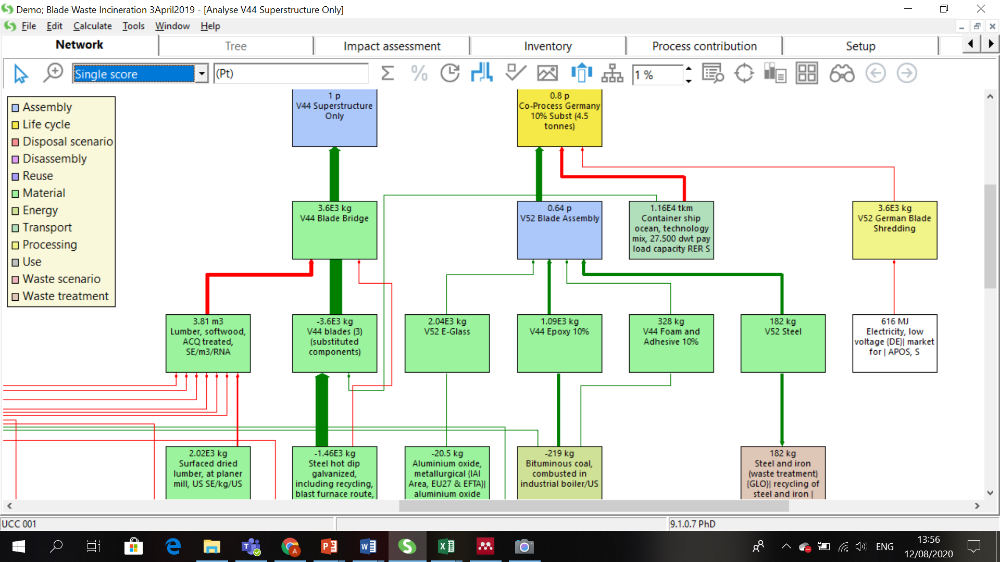 Demo; Blade Waste Incineration 3April2019 - [Analyse V44 Superstructure Only]
File Edit Calculate Tools Window Help
Network Tree Impact assessment Inventory Process contribution Setup
Single score (Pt) Σ % 1 %
Assembly
Life cycle
Disposal scenario
Disassembly
Reuse
Material
Energy
Transport
Processing
Use
Waste scenario
Waste treatment
1 p
V44 Superstructure
Only
0.8 p
Co-Process Germany
10% Subst (4.5
tonnes)
3.6E3 kg
V44 Blade Bridge
0.64 p
V52 Blade Assembly
1.16E4 tkm
Container ship
ocean, technology
mix, 27.500 dwt pay
load capacity RER S
3.6E3 kg
V52 German Blade
Shredding
3.81 m3
Lumber, softwood,
ACQ treated,
SE/m3/RNA
-3.6E3 kg
V44 blades (3)
(substituted
components)
2.04E3 kg
V52 E-Glass
1.09E3 kg
V44 Epoxy 10%
328 kg
V44 Foam and
Adhesive 10%
182 kg
V52 Steel
616 MJ
Electricity, low
voltage {DE}| market
for | APOS, S
2.02E3 kg
Surfaced dried
lumber, at planer
mill, US SE/kg/US
-1.46E3 kg
Steel hot dip
galvanized,
including recycling,
blast furnace route,
-20.5 kg
Aluminium oxide,
metallurgical {IAI
Area, EU27 & EFTA}|
aluminium oxide
-219 kg
Bituminous coal,
combusted in
industrial boiler/US
182 kg
Steel and iron
(waste treatment)
{GLO}| recycling of
steel and iron |
UCC 001
9.1.0.7 PhD
ENG
13:56
12/08/2020